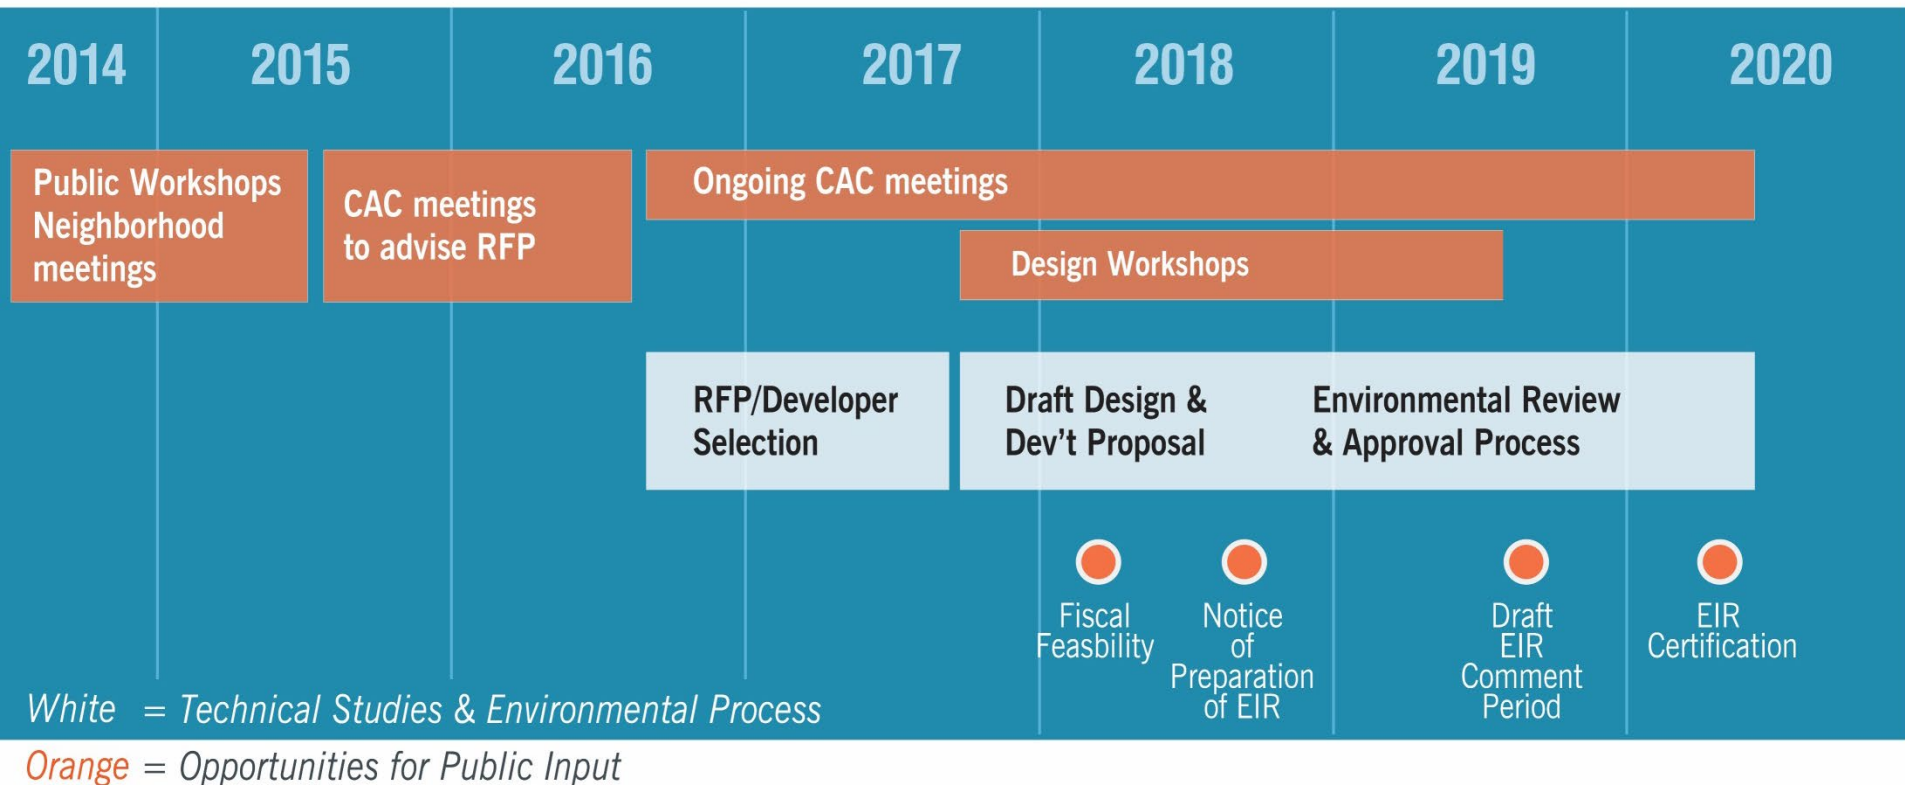 2014 2015 2016 2017 2018 2019 2020
Public Workshops
Neighborhood
meetings
CAC meetings
to advise RFP
Ongoing CAC meetings
Design Workshops
RFP/Developer
Selection
Draft Design &
Dev't Proposal
Environmental Review
& Approval Process
Fiscal
Feasbility
Notice
of
Preparation
of EIR
Draft
EIR
Comment
Period
EIR
Certification
White = Technical Studies & Environmental Process
Orange = Opportunities for Public Input